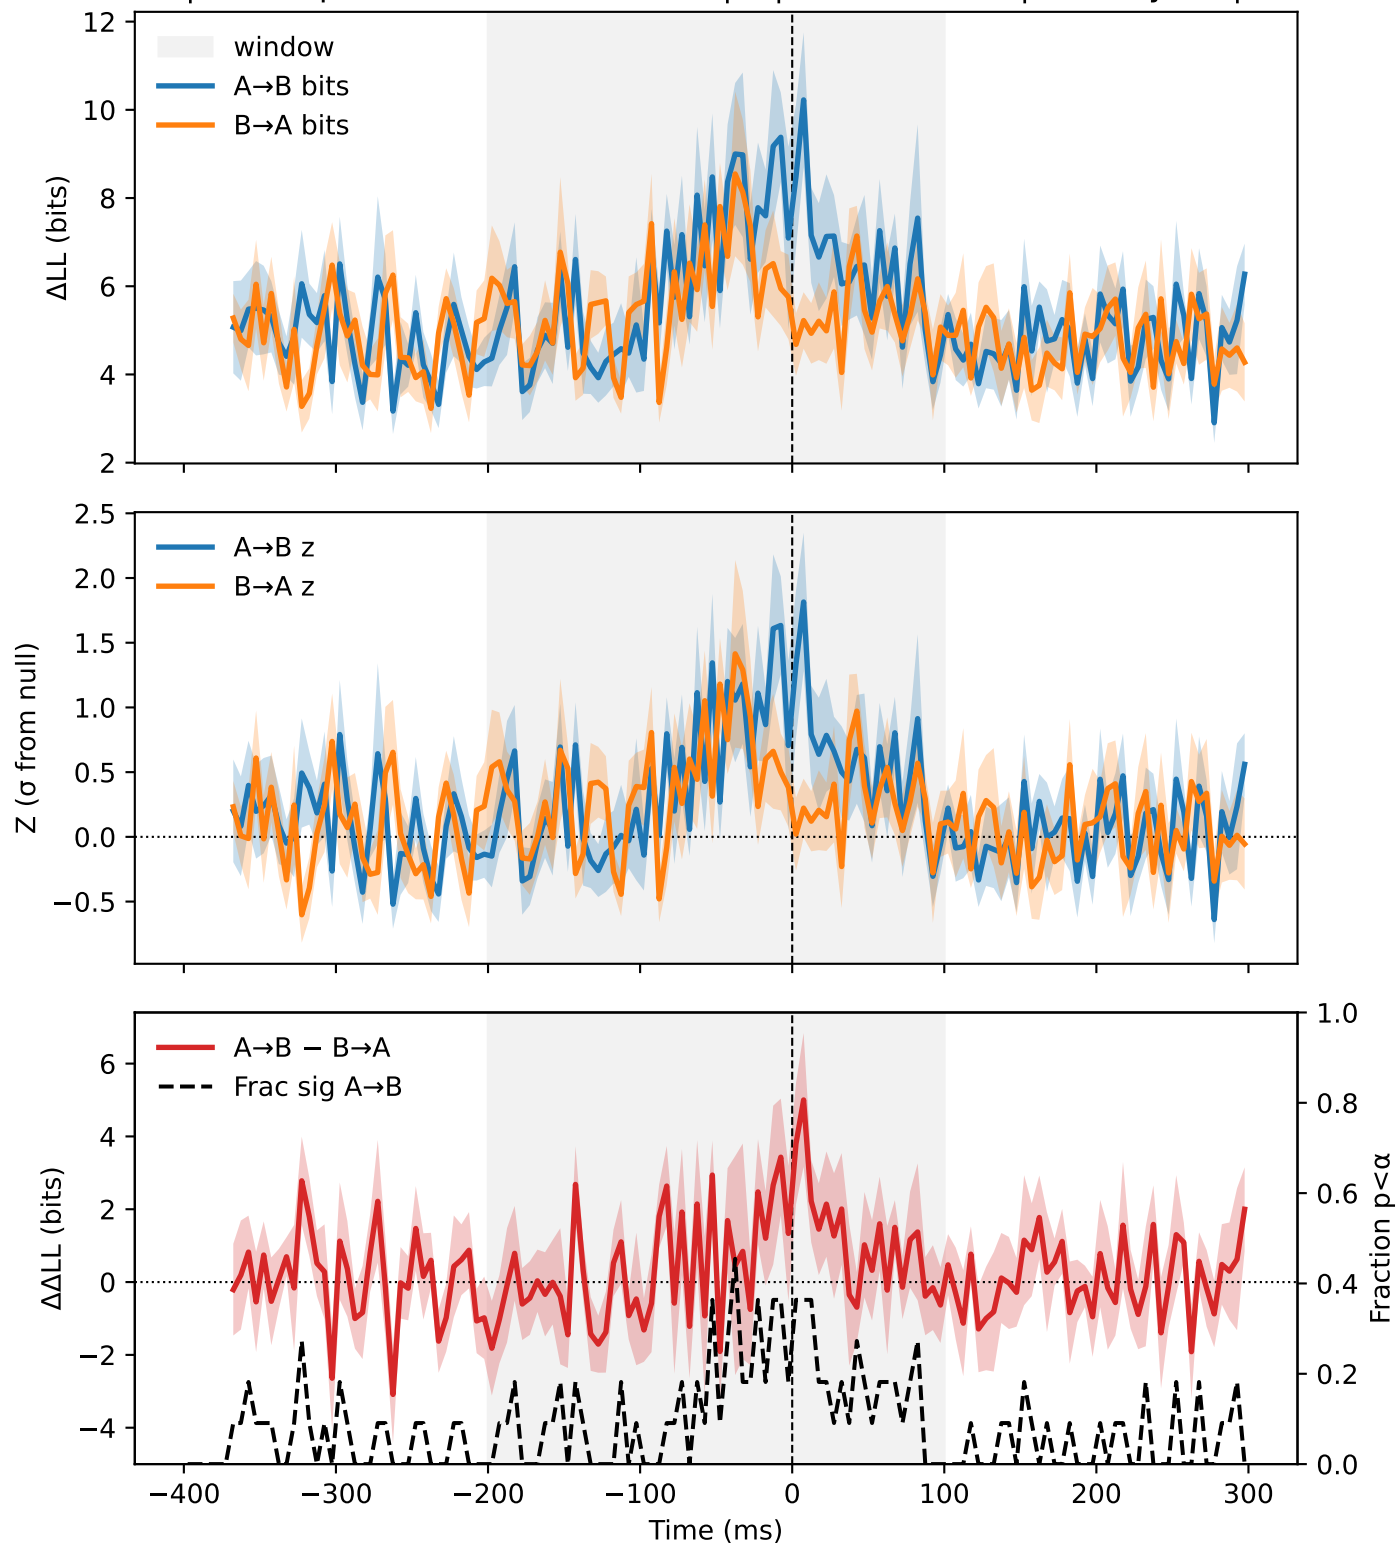 12
10
8
6
4
2
ΔLL (bits)
window
A→B bits
B→A bits
2.5
2.0
1.5
1.0
0.5
0.0
−0.5
Z (σ from null)
A→B z
B→A z
6
4
2
0
−2
−4
ΔΔLL (bits)
A→B − B→A
Frac sig A→B
1.0
0.8
0.6
0.4
0.2
0.0
Fraction p<α
−400 −300 −200 −100 0 100 200 300
Time (ms)